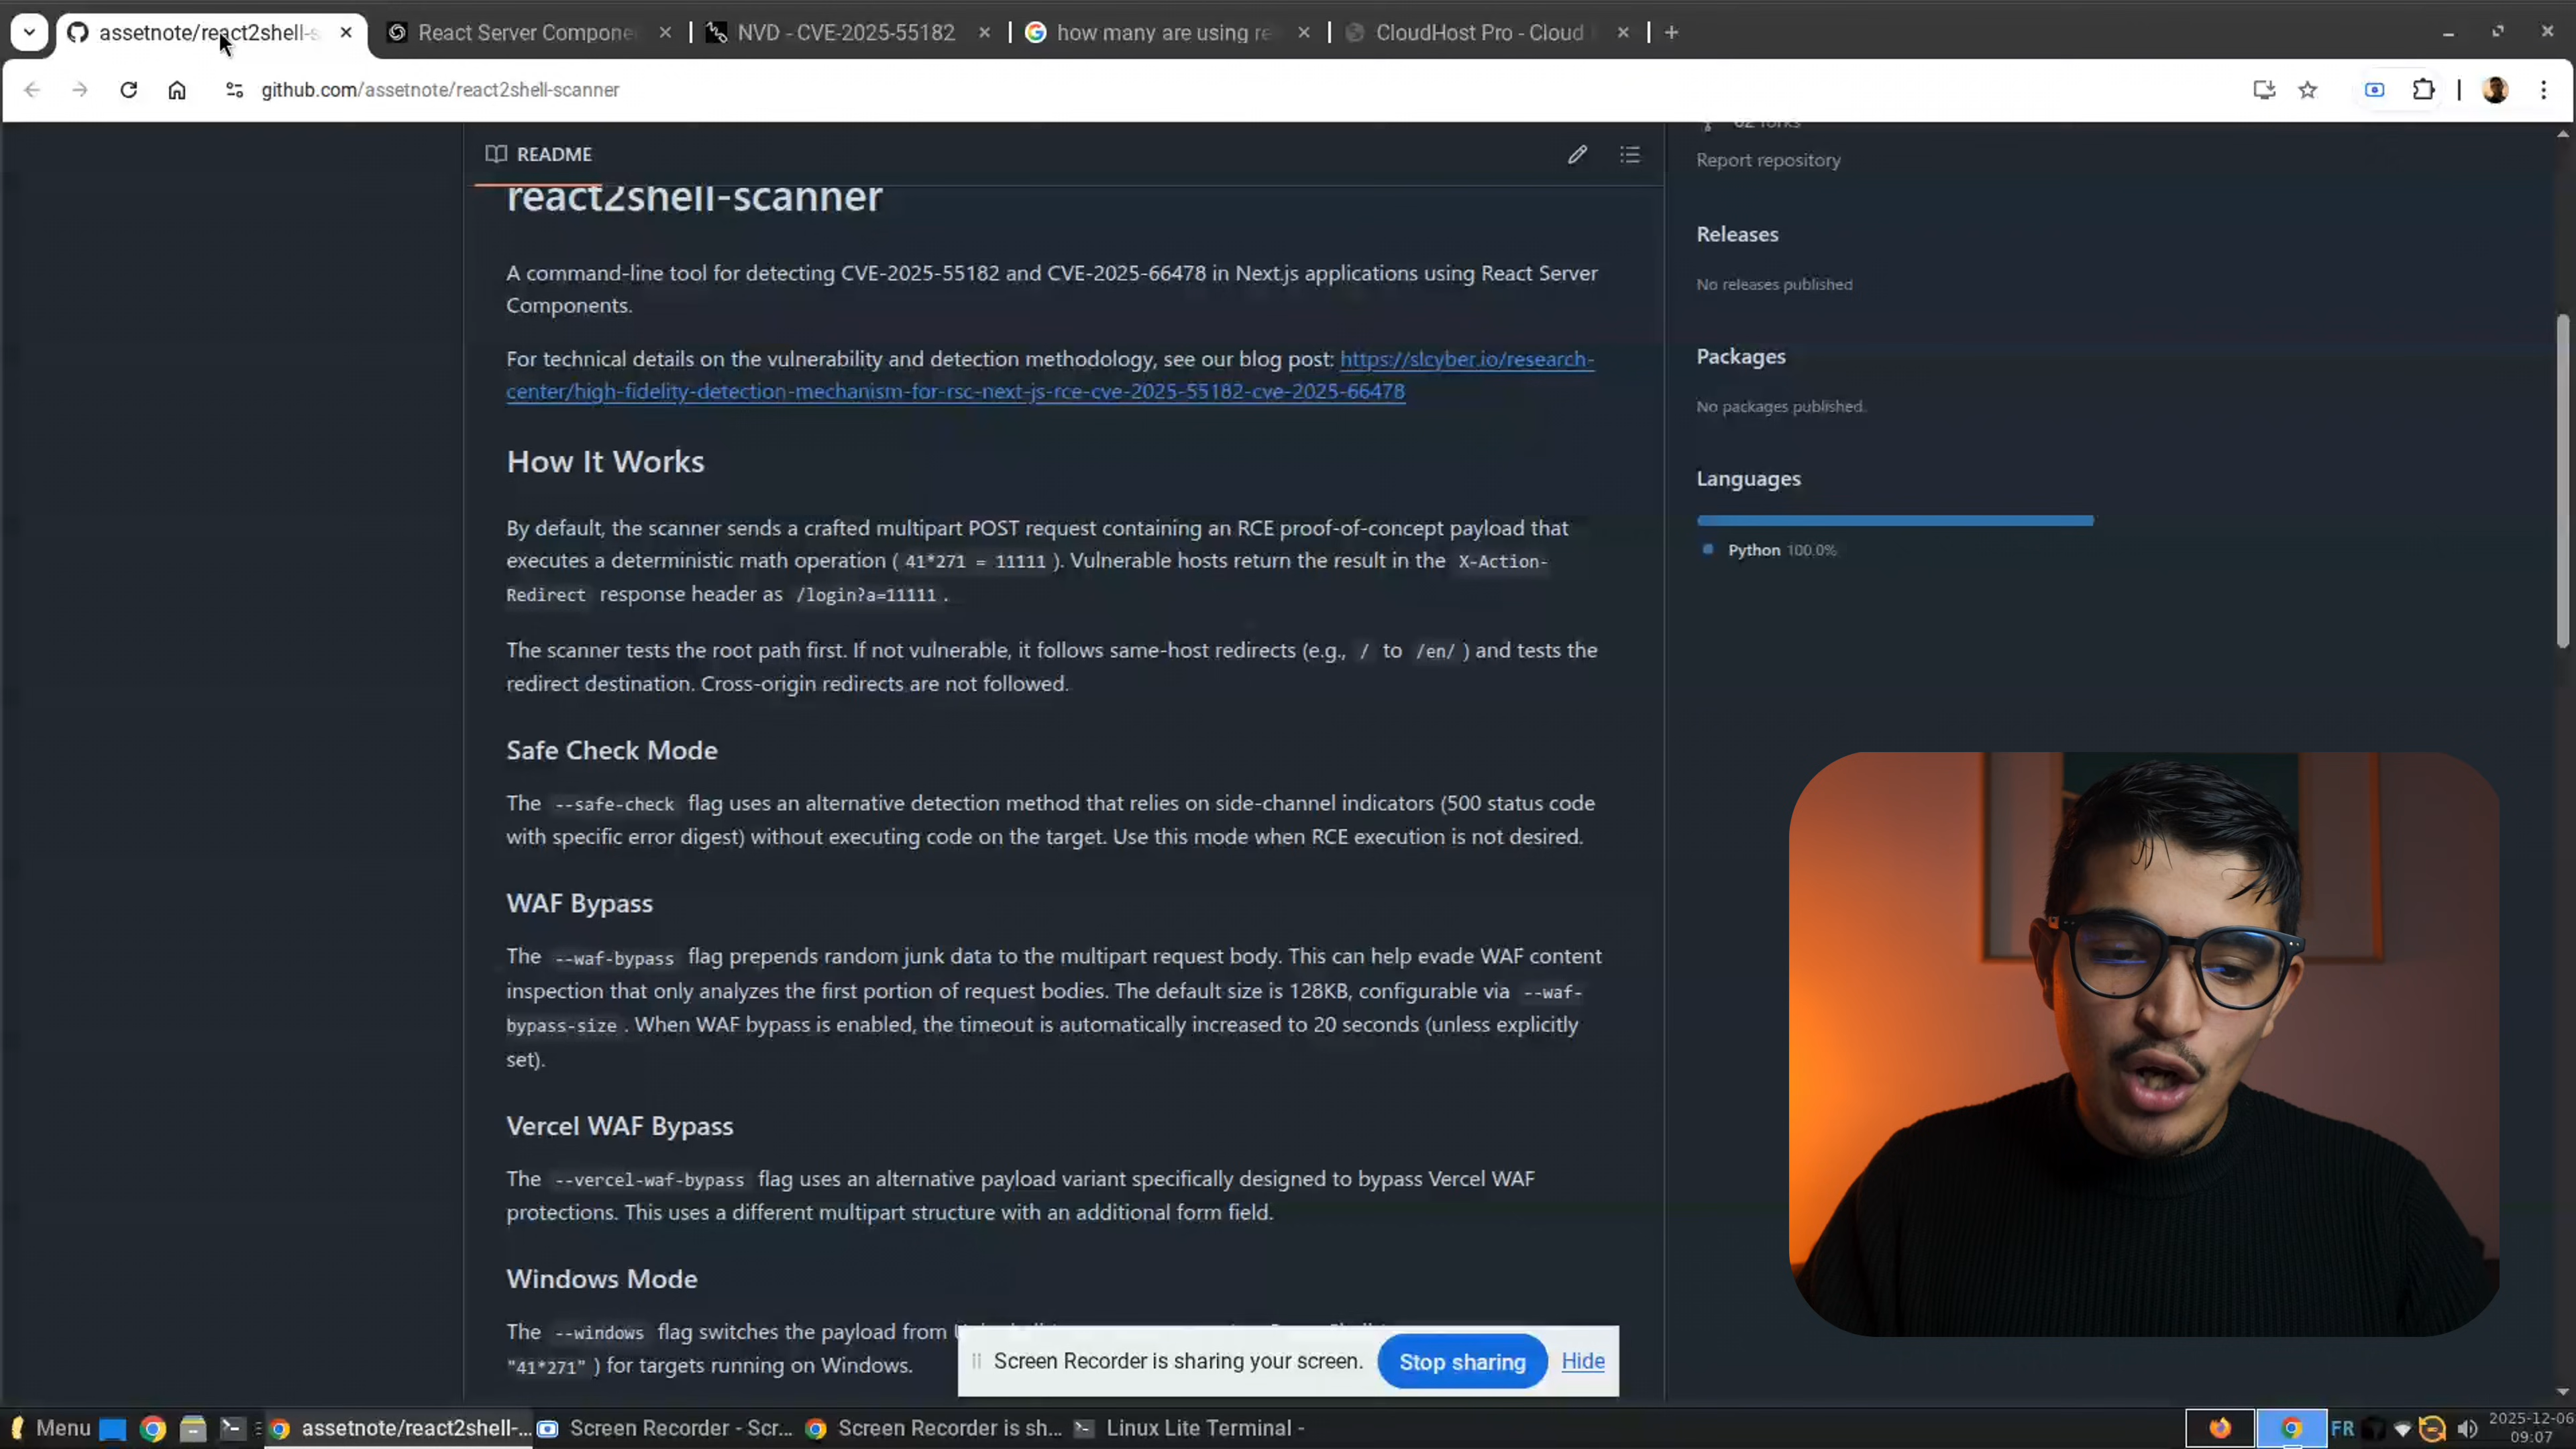 assetnote/react2shell-s
React Server Compone
NVD - CVE-2025-55182
how many are using re
CloudHost Pro - Cloud
github.com/assetnote/react2shell-scanner
README
react2shell-scanner
A command-line tool for detecting CVE-2025-55182 and CVE-2025-66478 in Next.js applications using React Server
Components.
For technical details on the vulnerability and detection methodology, see our blog post: https://slcyber.io/research-
center/high-fidelity-detection-mechanism-for-rsc-next-js-rce-cve-2025-55182-cve-2025-66478
How It Works
By default, the scanner sends a crafted multipart POST request containing an RCE proof-of-concept payload that
executes a deterministic math operation ( 41*271 = 11111 ). Vulnerable hosts return the result in the X-Action-
Redirect response header as /login?a=11111 .
The scanner tests the root path first. If not vulnerable, it follows same-host redirects (e.g., / to /en/ ) and tests the
redirect destination. Cross-origin redirects are not followed.
Safe Check Mode
The --safe-check flag uses an alternative detection method that relies on side-channel indicators (500 status code
with specific error digest) without executing code on the target. Use this mode when RCE execution is not desired.
WAF Bypass
The --waf-bypass flag prepends random junk data to the multipart request body. This can help evade WAF content
inspection that only analyzes the first portion of request bodies. The default size is 128KB, configurable via --waf-
bypass-size . When WAF bypass is enabled, the timeout is automatically increased to 20 seconds (unless explicitly
set).
Vercel WAF Bypass
The --vercel-waf-bypass flag uses an alternative payload variant specifically designed to bypass Vercel WAF
protections. This uses a different multipart structure with an additional form field.
Windows Mode
The --windows flag switches the payload from
"41*271" ) for targets running on Windows.
62 forks
Report repository
Releases
No releases published
Packages
No packages published
Languages
Python 100.0%
Screen Recorder is sharing your screen.
Stop sharing
Hide
Menu
assetnote/react2shell-...
Screen Recorder - Scr...
Screen Recorder is sh...
Linux Lite Terminal -
FR
2025-12-06
09:07